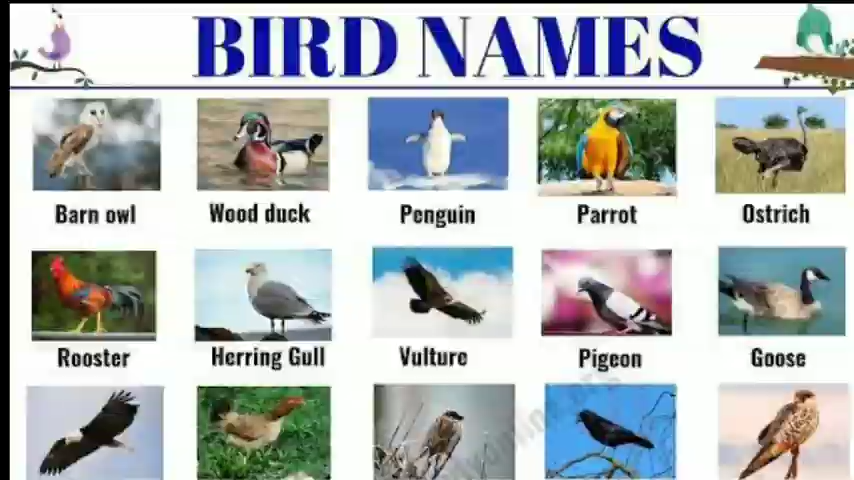 BIRD NAMES
Barn owl Wood duck Penguin Parrot Ostrich
Rooster Herring Gull Vulture Pigeon Goose